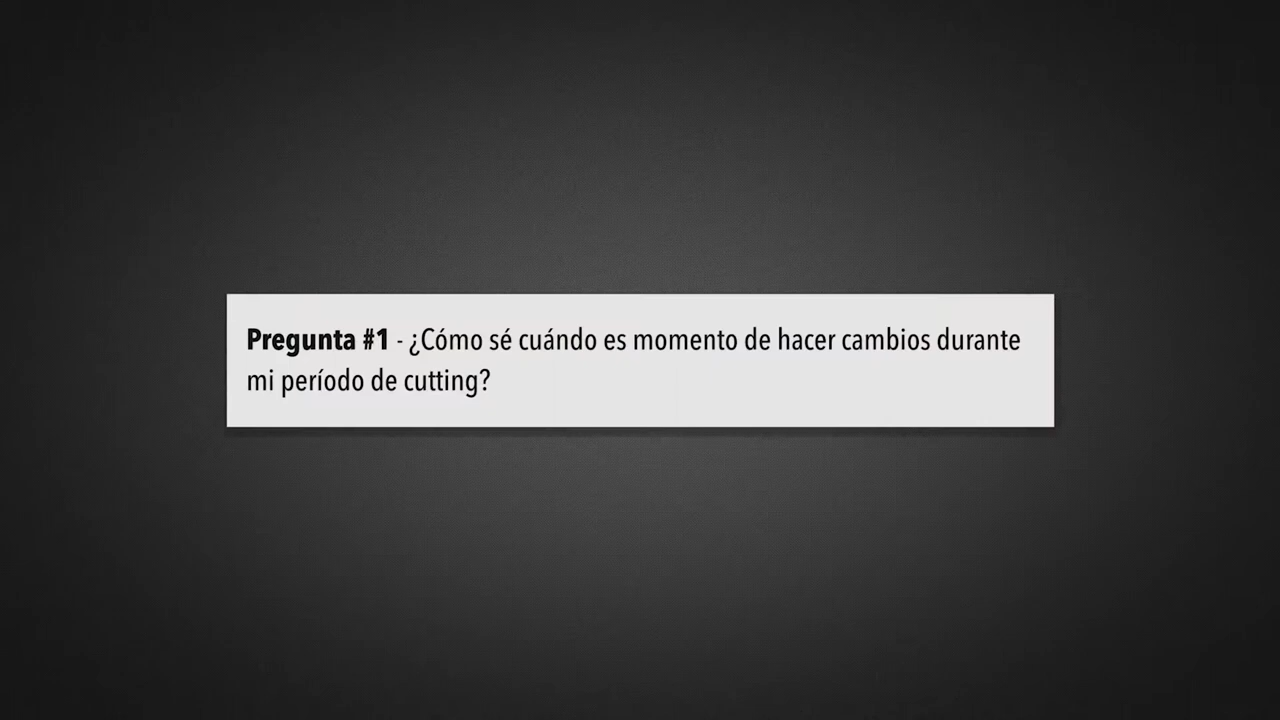 Pregunta #1 - ¿Cómo sé cuándo es momento de hacer cambios durante
mi período de cutting?